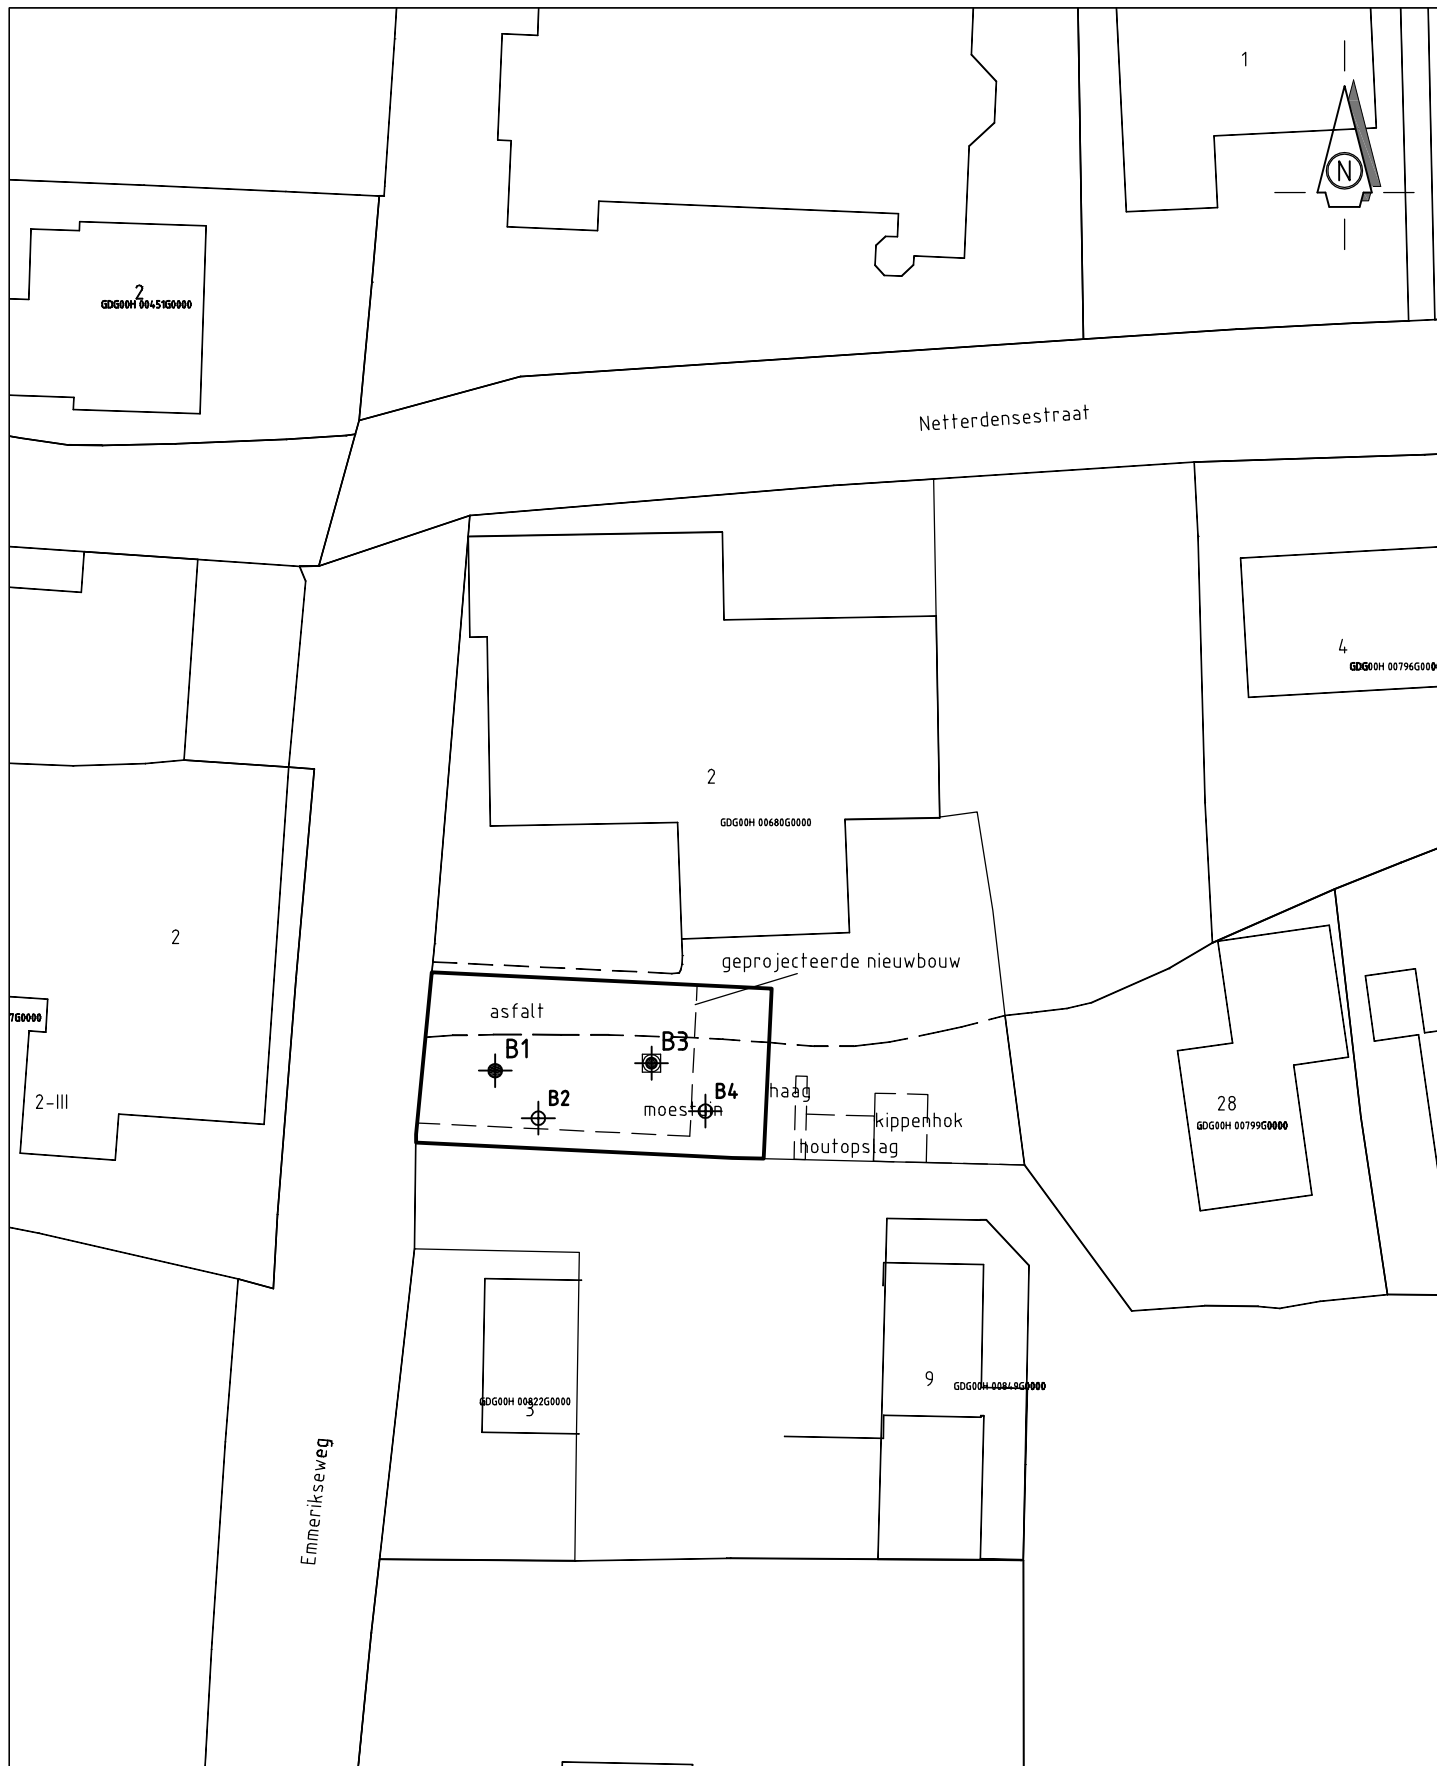 1
N
2
GDG00H 00451G0000
Netterdensestraat
4
GDG00H 00796G000
2
GDG00H 00680G0000
2
geprojecteerde nieuwbouw
asfalt
7G0000
B1
B3
B2
B4
haag
moestuin
2-III
kippenhok
houtopslag
28
GDG00H 00799G0000
9
GDG00H 00849G0000
GDG00H 00822G0000
3
Emmerikseweg